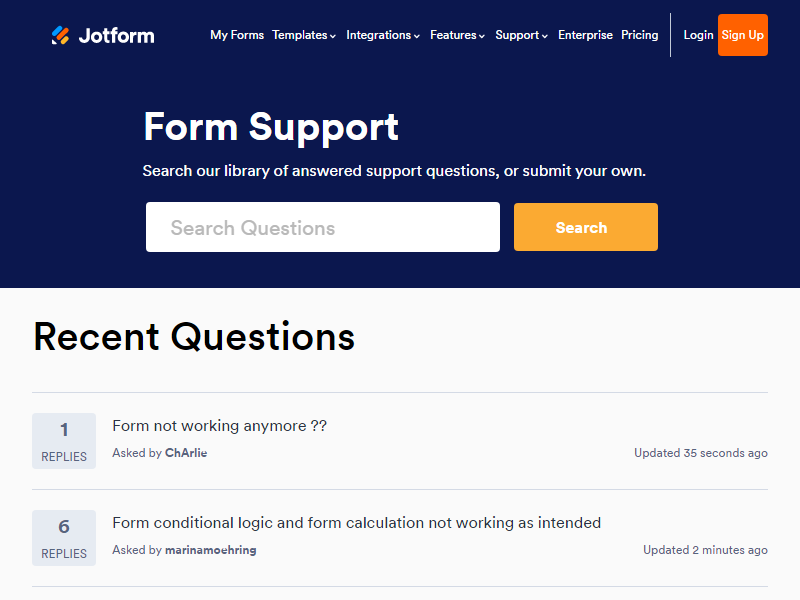 Jotform
My Forms Templates Integrations Features Support Enterprise Pricing Login Sign Up
Form Support
Search our library of answered support questions, or submit your own.
Search Questions Search
Recent Questions
1
REPLIES
Form not working anymore ??
Asked by ChArlie
Updated 35 seconds ago
6
REPLIES
Form conditional logic and form calculation not working as intended
Asked by marinamoehring
Updated 2 minutes ago